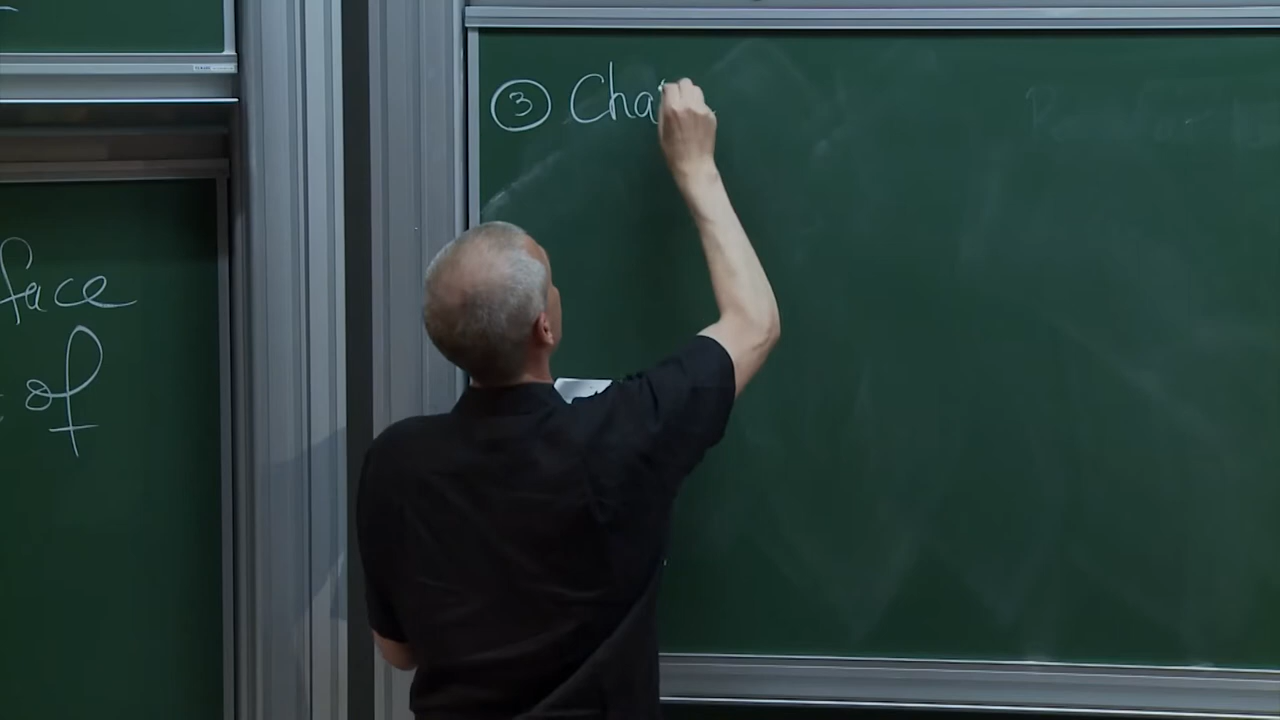 face
of
③ Cha